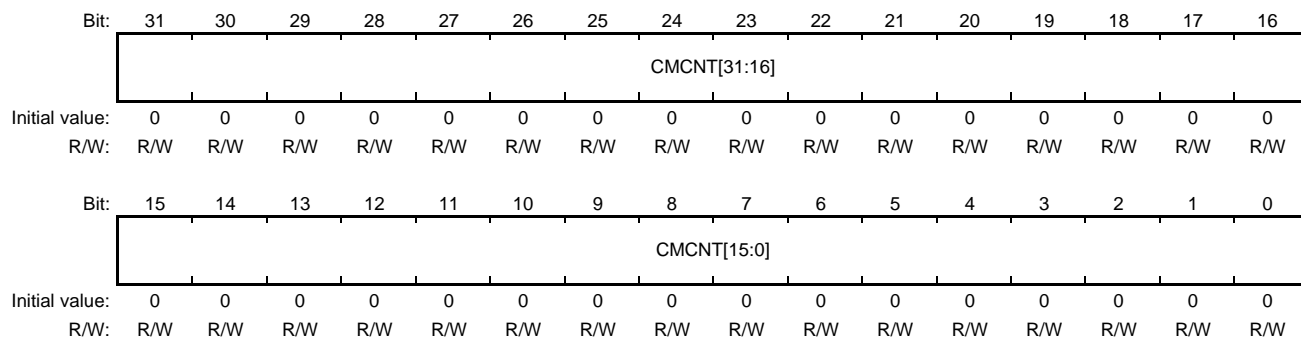 Bit: 31 30 29 28 27 26 25 24 23 22 21 20 19 18 17 16
CMCNT[31:16]
Initial value: 0 0 0 0 0 0 0 0 0 0 0 0 0 0 0 0
R/W: R/W R/W R/W R/W R/W R/W R/W R/W R/W R/W R/W R/W R/W R/W R/W R/W
Bit: 15 14 13 12 11 10 9 8 7 6 5 4 3 2 1 0
CMCNT[15:0]
Initial value: 0 0 0 0 0 0 0 0 0 0 0 0 0 0 0 0
R/W: R/W R/W R/W R/W R/W R/W R/W R/W R/W R/W R/W R/W R/W R/W R/W R/W